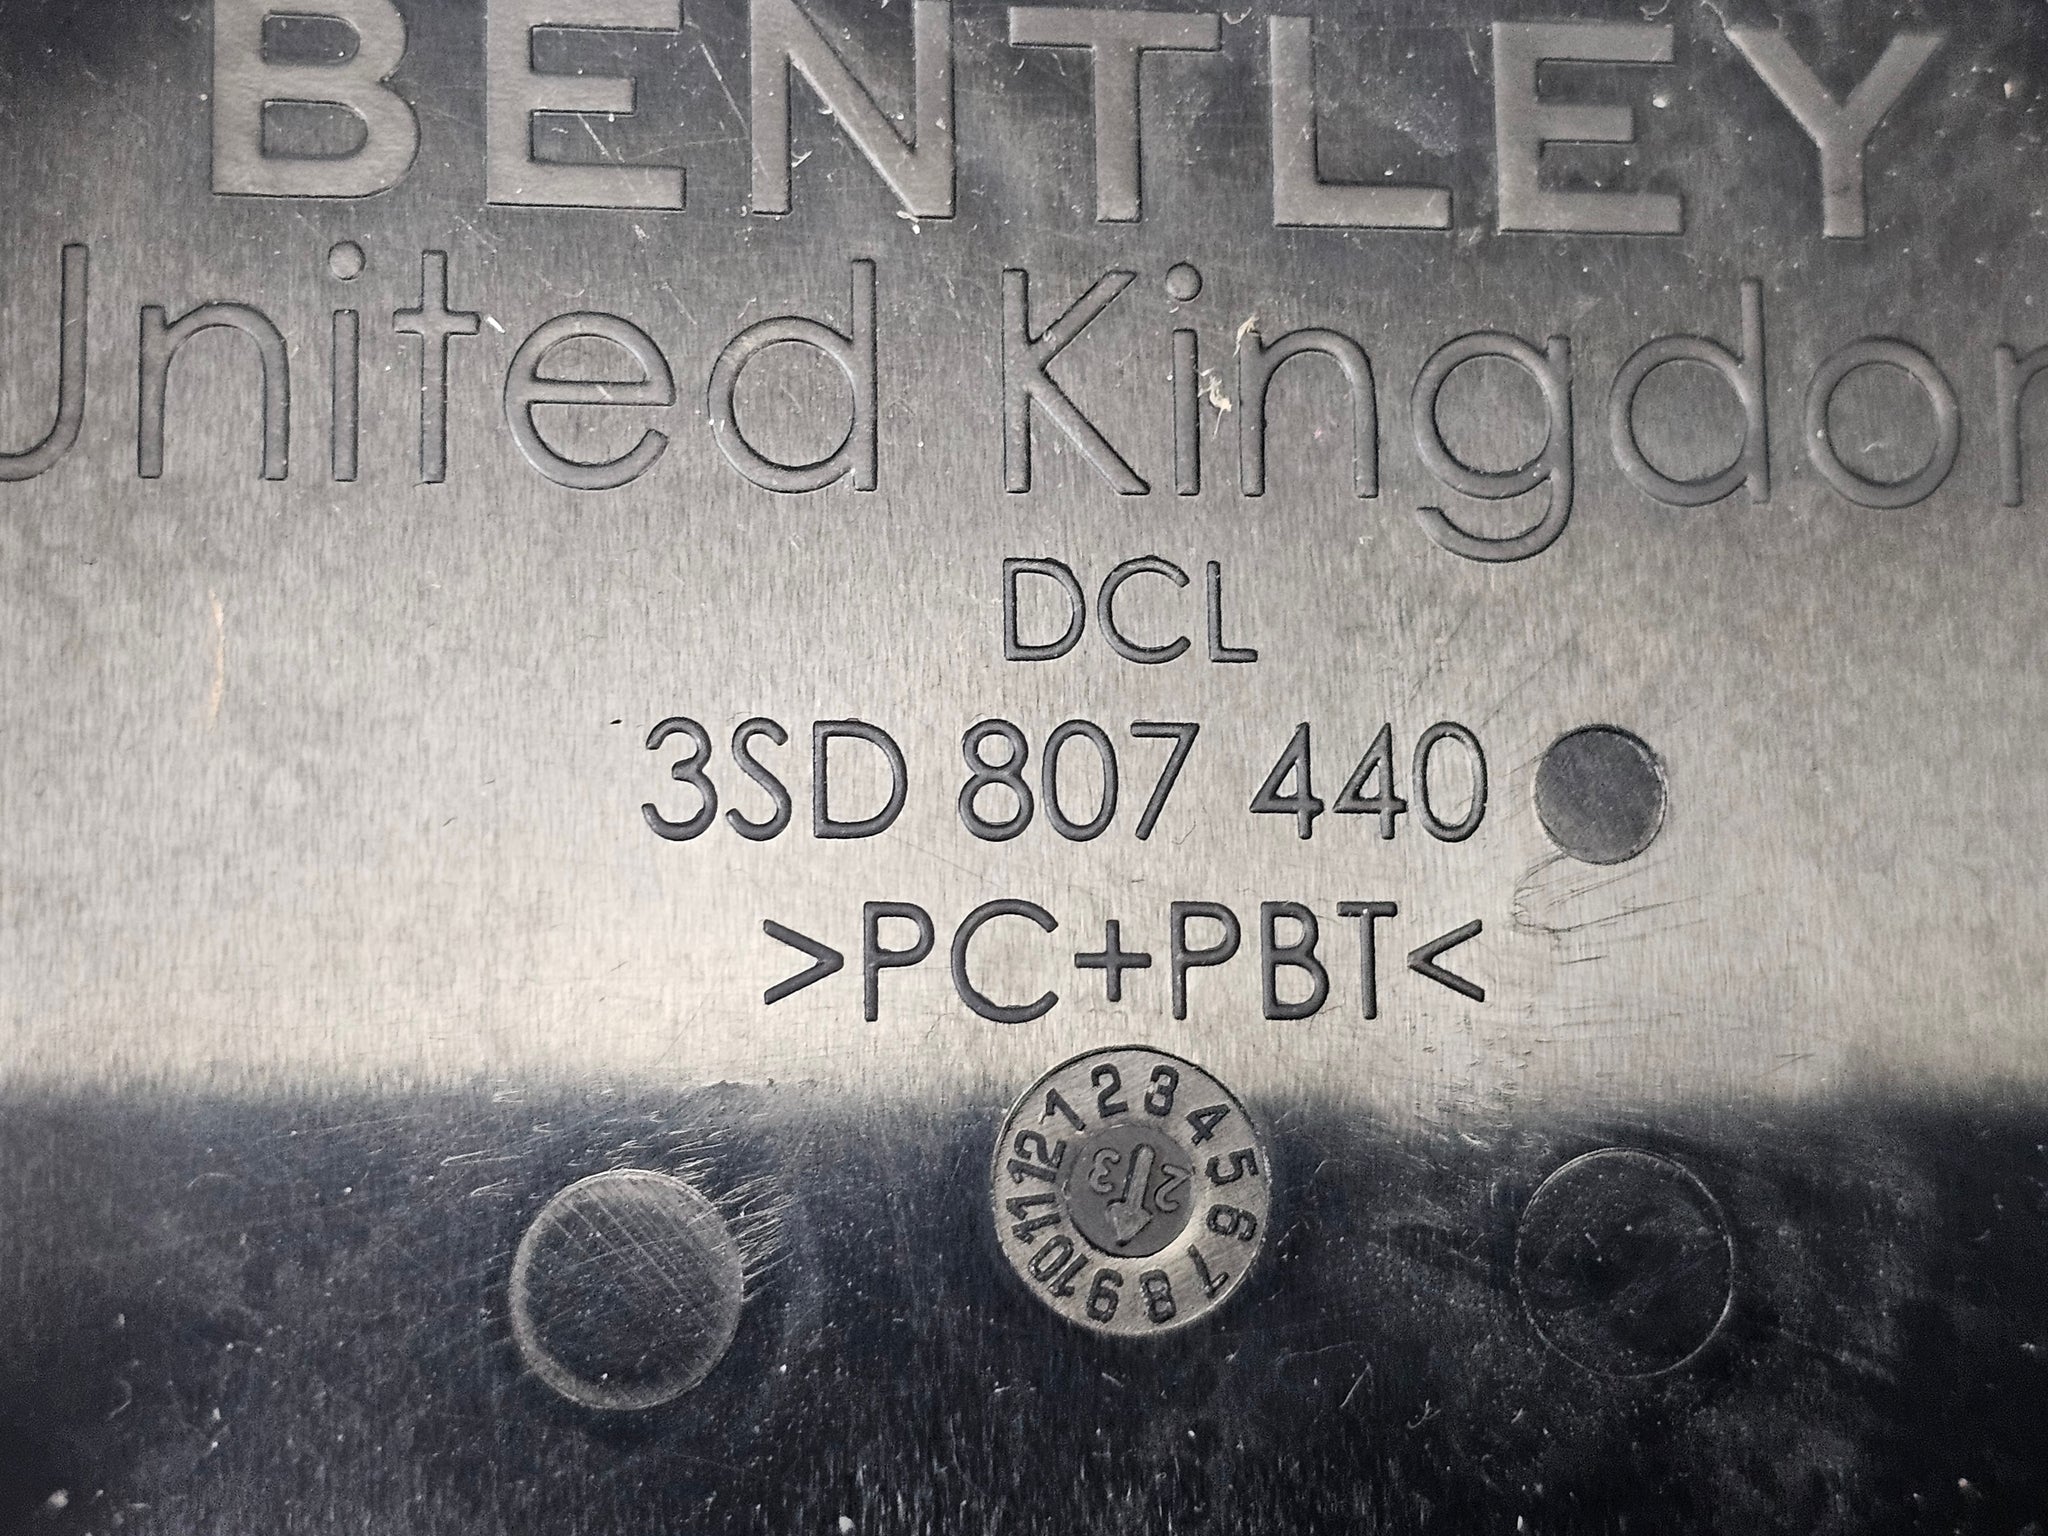 BENTLEY
United Kingdom
DCL
3SD 807 440
>PC+PBT<
1 2 3 4 5 6 7 8 9 10 11 12
23